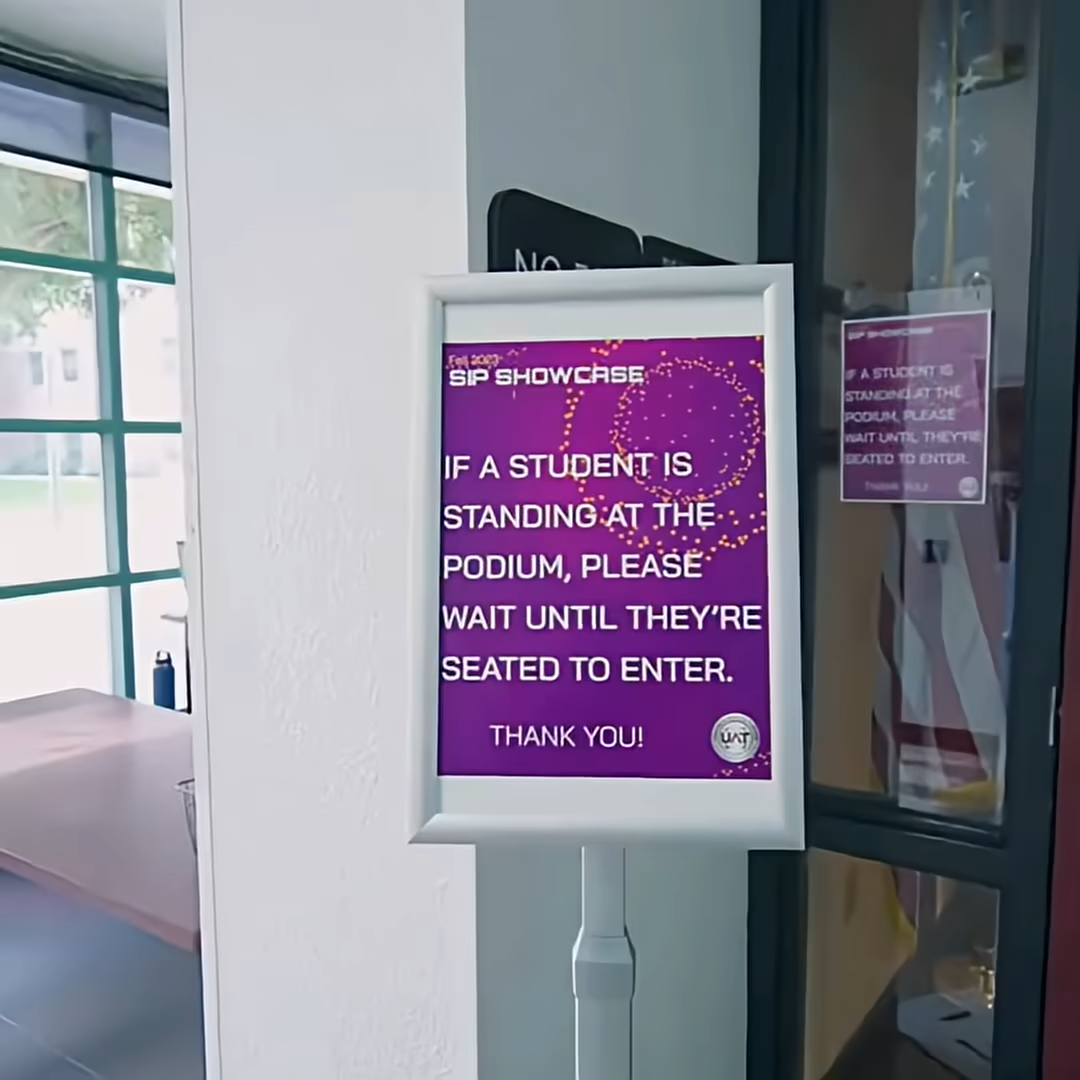 NO
Fall 2023
SIP SHOWCASE
IF A STUDENT IS
STANDING AT THE
PODIUM, PLEASE
WAIT UNTIL THEY'RE
SEATED TO ENTER.
THANK YOU!
UAT
SIP SHOWCASE
IF A STUDENT IS
STANDING AT THE
PODIUM, PLEASE
WAIT UNTIL THEY'RE
SEATED TO ENTER.
THANK YOU!